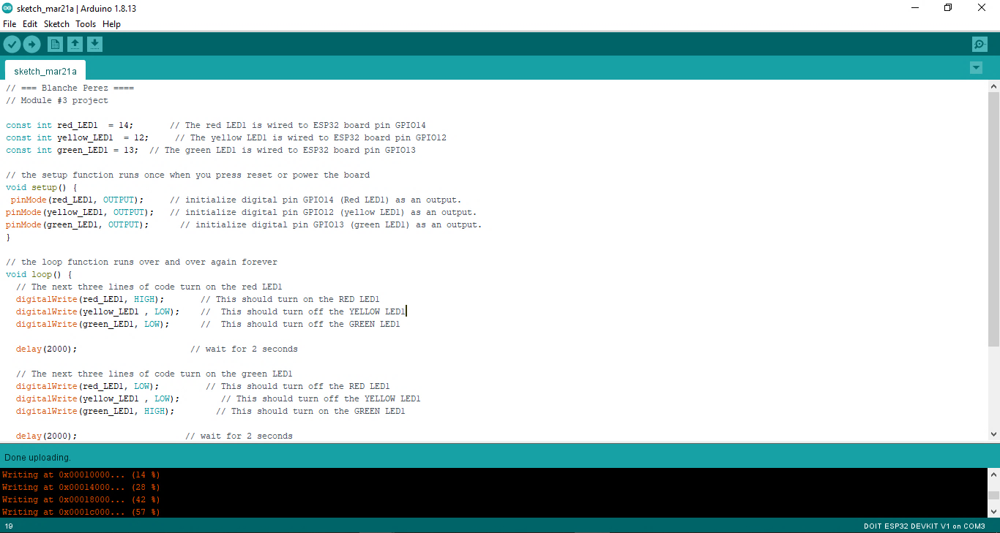 sketch_mar21a | Arduino 1.8.13
File Edit Sketch Tools Help
sketch_mar21a
// === Blanche Perez ====
// Module #3 project
const int red_LED1  = 14;       // The red LED1 is wired to ESP32 board pin GPIO14
const int yellow_LED1  = 12;     // The yellow LED1 is wired to ESP32 board pin GPIO12
const int green_LED1 = 13;  // The green LED1 is wired to ESP32 board pin GPIO13
// the setup function runs once when you press reset or power the board
void setup() {
 pinMode(red_LED1, OUTPUT);     // initialize digital pin GPIO14 (Red LED1) as an output.
pinMode(yellow_LED1, OUTPUT);   // initialize digital pin GPIO12 (yellow LED1) as an output.
pinMode(green_LED1, OUTPUT);      // initialize digital pin GPIO13 (green LED1) as an output.
}
// the loop function runs over and over again forever
void loop() {
  // The next three lines of code turn on the red LED1
  digitalWrite(red_LED1, HIGH);       // This should turn on the RED LED1
  digitalWrite(yellow_LED1 , LOW);    //  This should turn off the YELLOW LED1
  digitalWrite(green_LED1, LOW);      //  This should turn off the GREEN LED1
  delay(2000);                      // wait for 2 seconds
  // The next three lines of code turn on the green LED1
  digitalWrite(red_LED1, LOW);         // This should turn off the RED LED1
  digitalWrite(yellow_LED1 , LOW);        // This should turn off the YELLOW LED1
  digitalWrite(green_LED1, HIGH);        // This should turn on the GREEN LED1
  delay(2000);                     // wait for 2 seconds
Done uploading.
Writing at 0x00010000... (14 %)
Writing at 0x00014000... (28 %)
Writing at 0x00018000... (42 %)
Writing at 0x0001c000... (57 %)
19 DOIT ESP32 DEVKIT V1 on COM3